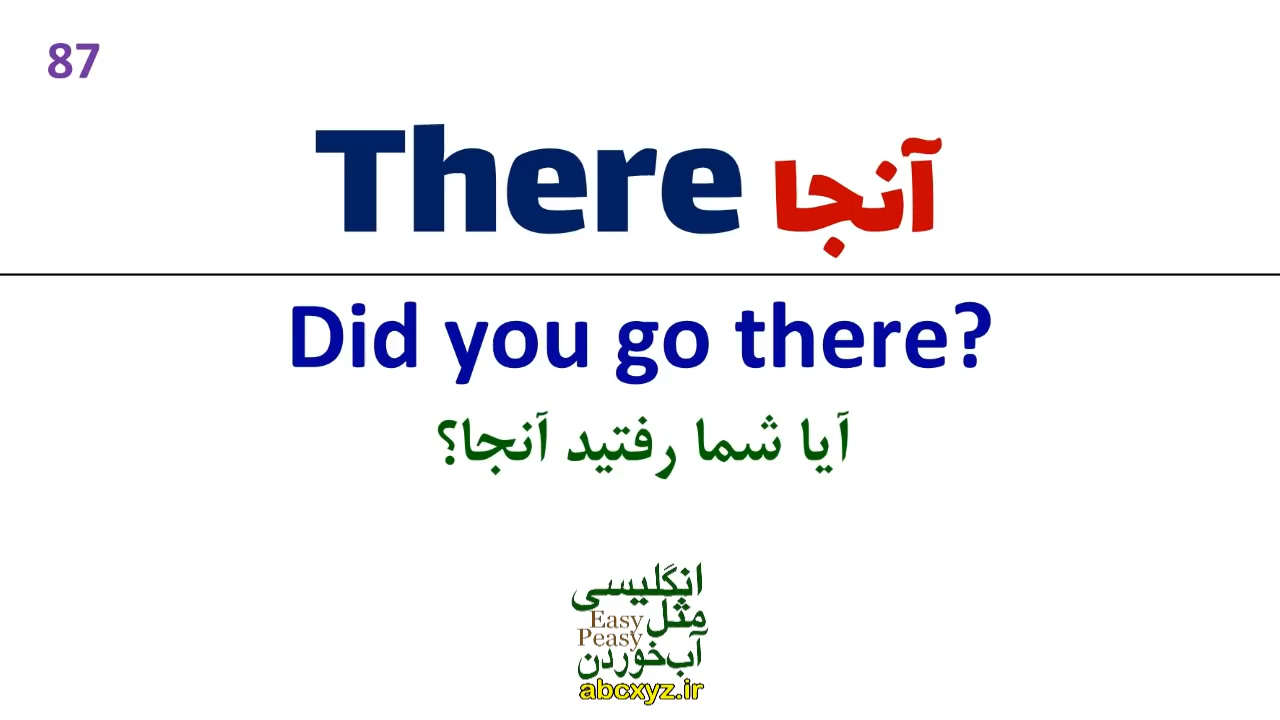 87
There آنجا
Did you go there?
آیا شما رفتید آنجا؟
انگلیسی
مثل
Easy
Peasy
آب‌خوردن
abcxyz.ir